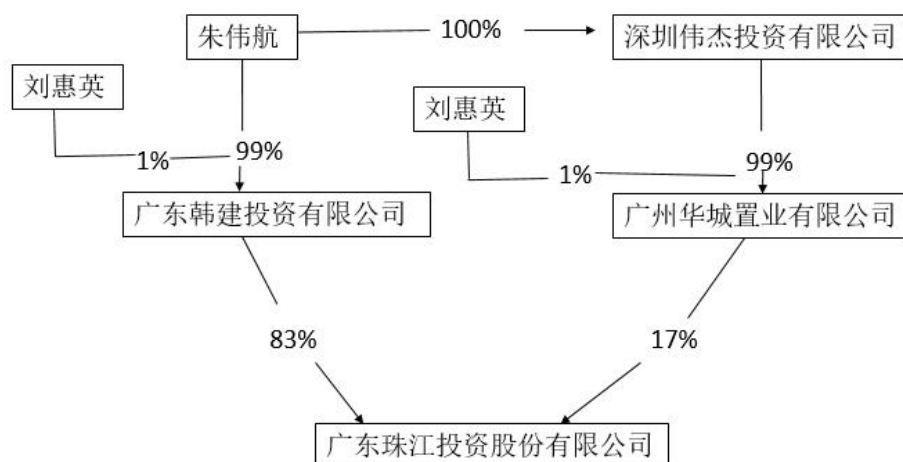 朱伟航
100%
深圳伟杰投资有限公司
刘惠英
刘惠英
1%
99%
1%
99%
广东韩建投资有限公司
广州华城置业有限公司
83%
17%
广东珠江投资股份有限公司